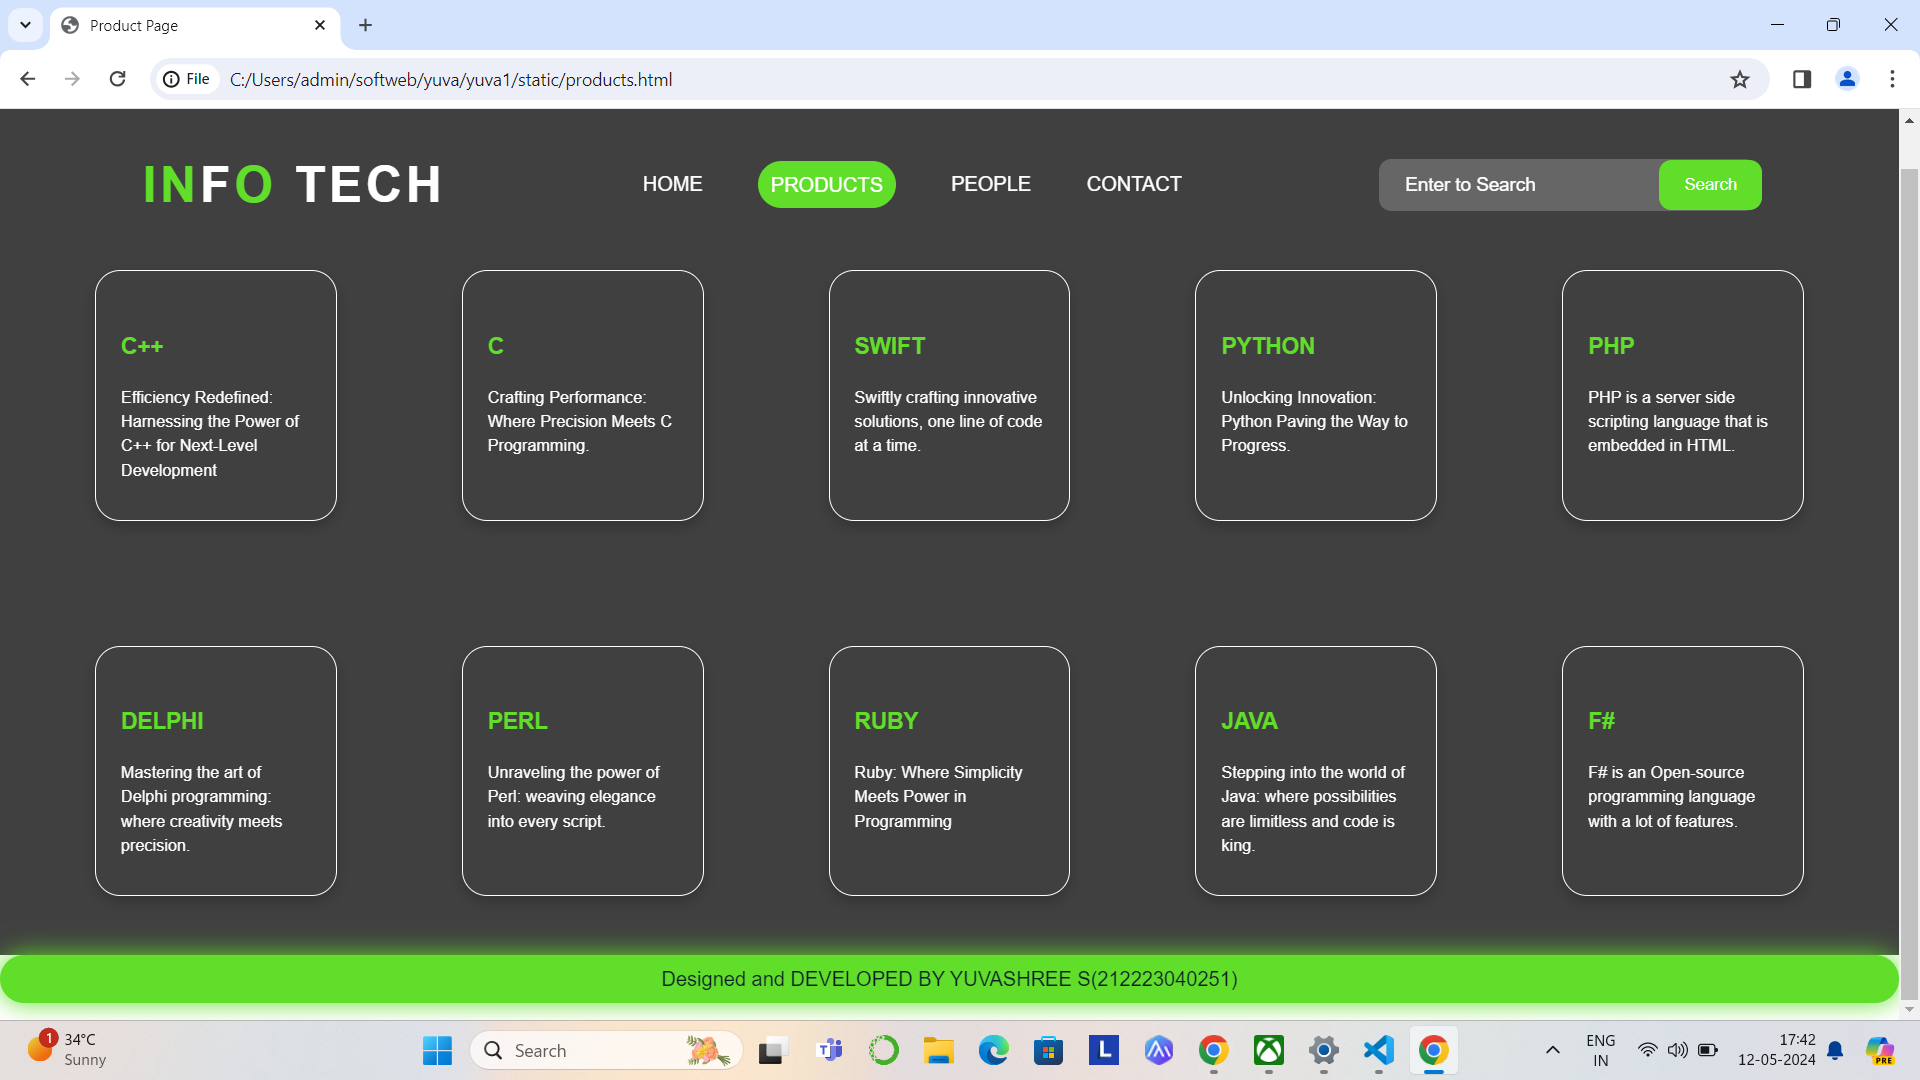 Product Page
File
C:/Users/admin/softweb/yuva/yuva1/static/products.html
INFO TECH
HOME
PRODUCTS
PEOPLE
CONTACT
Enter to Search
Search
C++
Efficiency Redefined:
Harnessing the Power of
C++ for Next-Level
Development
C
Crafting Performance:
Where Precision Meets C
Programming.
SWIFT
Swiftly crafting innovative
solutions, one line of code
at a time.
PYTHON
Unlocking Innovation:
Python Paving the Way to
Progress.
PHP
PHP is a server side
scripting language that is
embedded in HTML.
DELPHI
Mastering the art of
Delphi programming:
where creativity meets
precision.
PERL
Unraveling the power of
Perl: weaving elegance
into every script.
RUBY
Ruby: Where Simplicity
Meets Power in
Programming
JAVA
Stepping into the world of
Java: where possibilities
are limitless and code is
king.
F#
F# is an Open-source
programming language
with a lot of features.
Designed and DEVELOPED BY YUVASHREE S(212223040251)
1
34°C
Sunny
Search
L
ENG
IN
17:42
12-05-2024
PRE